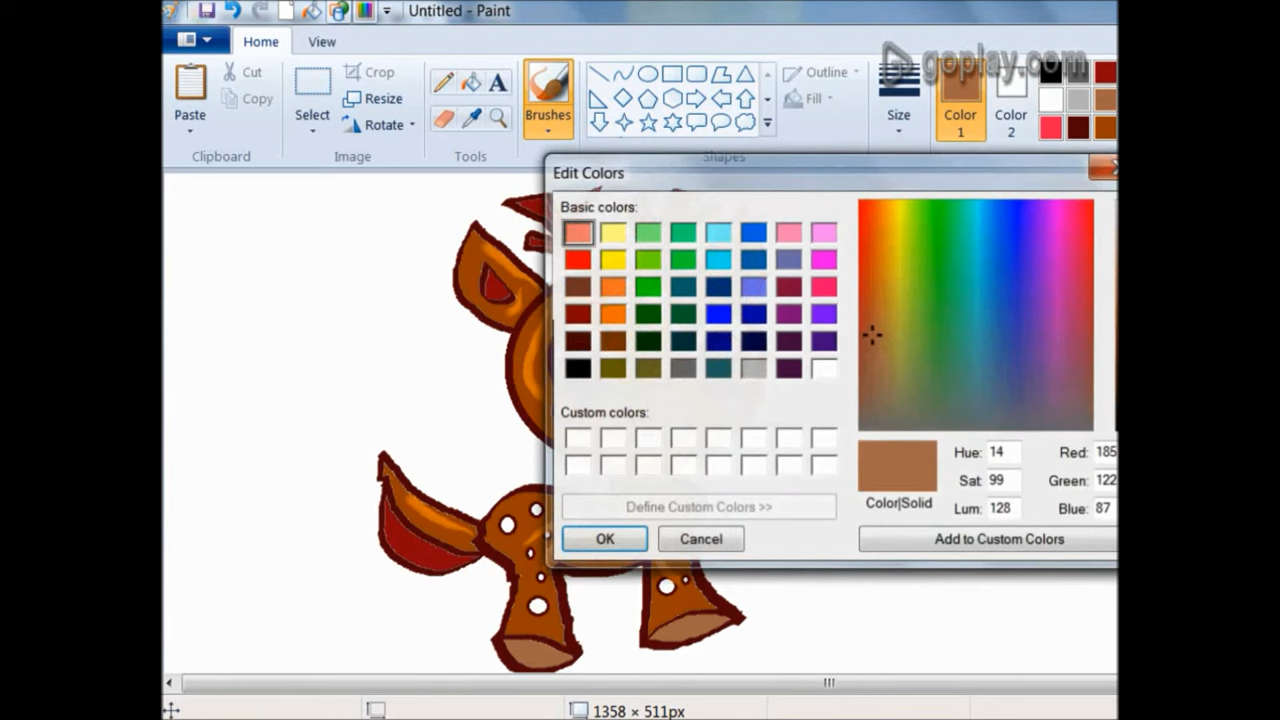 Untitled - Paint
goplay.com
Home View
Cut
Copy
Paste
Clipboard
Select
Crop
Resize
Rotate
Image
A
Tools
Brushes
Outline
Fill
Shapes
Size
Color 1
Color 2
Edit Colors
Basic colors:
Custom colors:
Define Custom Colors >>
OK Cancel
Color|Solid
Hue: 14 Red: 185
Sat: 99 Green: 122
Lum: 128 Blue: 87
Add to Custom Colors
1358 × 511px